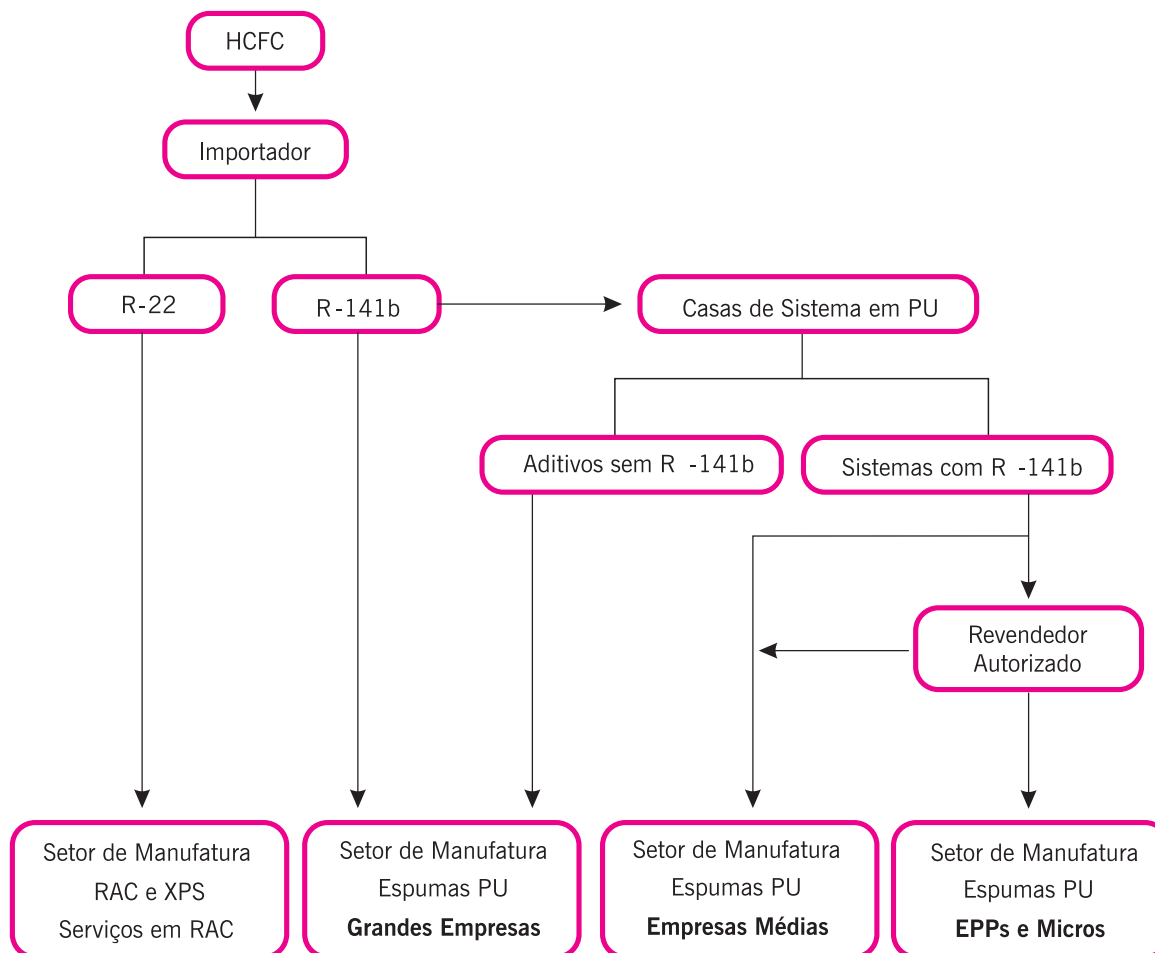 HCFC
Importador
R-22
R-141b
Casas de Sistema em PU
Aditivos sem R -141b
Sistemas com R -141b
Revendedor
Autorizado
Setor de Manufatura
RAC e XPS
Serviços em RAC
Setor de Manufatura
Espumas PU
Grandes Empresas
Setor de Manufatura
Espumas PU
Empresas Médias
Setor de Manufatura
Espumas PU
EPPs e Micros